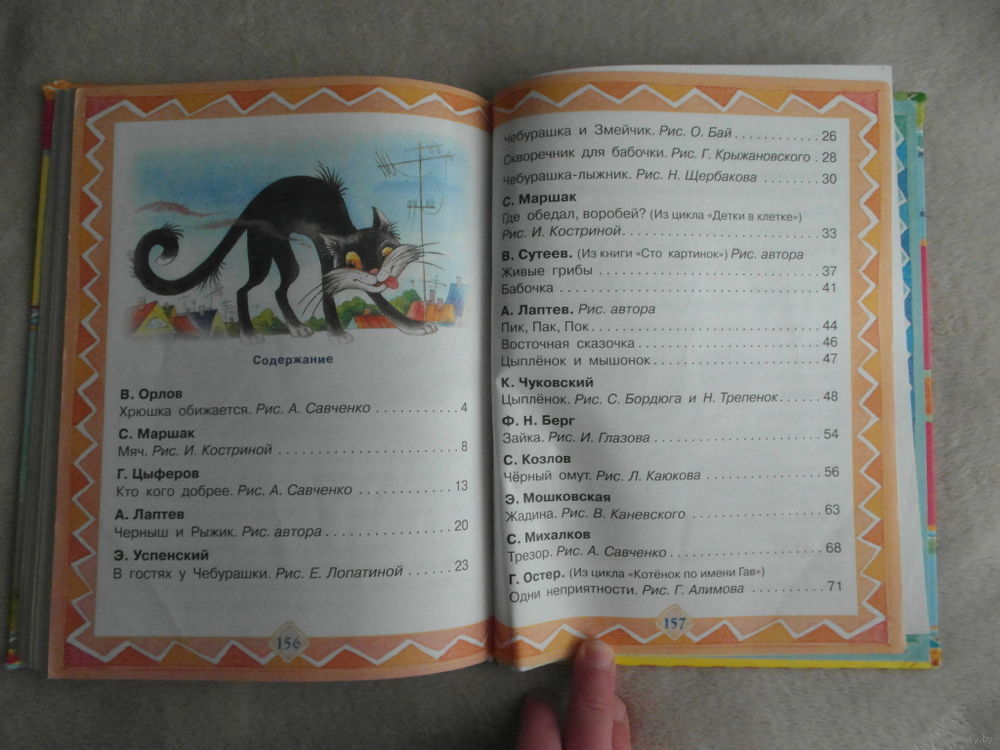 Содержание
В. Орлов
Хрюшка обижается. Рис. А. Савченко . . . . . . . . . . . 4
С. Маршак
Мяч. Рис. И. Костриной . . . . . . . . . . . . . . . . . . . . . . . . 8
Г. Цыферов
Кто кого добрее. Рис. А. Савченко . . . . . . . . . . . . 13
А. Лаптев
Черныш и Рыжик. Рис. автора . . . . . . . . . . . . . . . . 20
Э. Успенский
В гостях у Чебурашки. Рис. Е. Лопатиной . . . . . . 23
156
Чебурашка и Змейчик. Рис. О. Бай . . . . . . . . . . . 26
Скворечник для бабочки. Рис. Г. Крыжановского . 28
Чебурашка-лыжник. Рис. Н. Щербакова . . . . . . . 30
С. Маршак
Где обедал, воробей? (Из цикла «Детки в клетке»)
Рис. И. Костриной. . . . . . . . . . . . . . . . . . . . . . . . . 33
В. Сутеев. (Из книги «Сто картинок») Рис. автора
Живые грибы . . . . . . . . . . . . . . . . . . . . . . . . . . . . 37
Бабочка . . . . . . . . . . . . . . . . . . . . . . . . . . . . . . . . . 41
А. Лаптев. Рис. автора
Пик, Пак, Пок. . . . . . . . . . . . . . . . . . . . . . . . . . . . . 44
Восточная сказочка . . . . . . . . . . . . . . . . . . . . . . . 46
Цыплёнок и мышонок. . . . . . . . . . . . . . . . . . . . . . 47
К. Чуковский
Цыплёнок. Рис. С. Бордюга и Н. Трепенок. . . . . . 48
Ф. Н. Берг
Зайка. Рис. И. Глазова . . . . . . . . . . . . . . . . . . . . . 54
С. Козлов
Чёрный омут. Рис. Л. Каюкова . . . . . . . . . . . . . . . 56
Э. Мошковская
Жадина. Рис. В. Каневского . . . . . . . . . . . . . . . . . 63
С. Михалков
Трезор. Рис. А. Савченко . . . . . . . . . . . . . . . . . . . 68
Г. Остер. (Из цикла «Котёнок по имени Гав»)
Одни неприятности. Рис. Г. Алимова . . . . . . . . . . 71
157